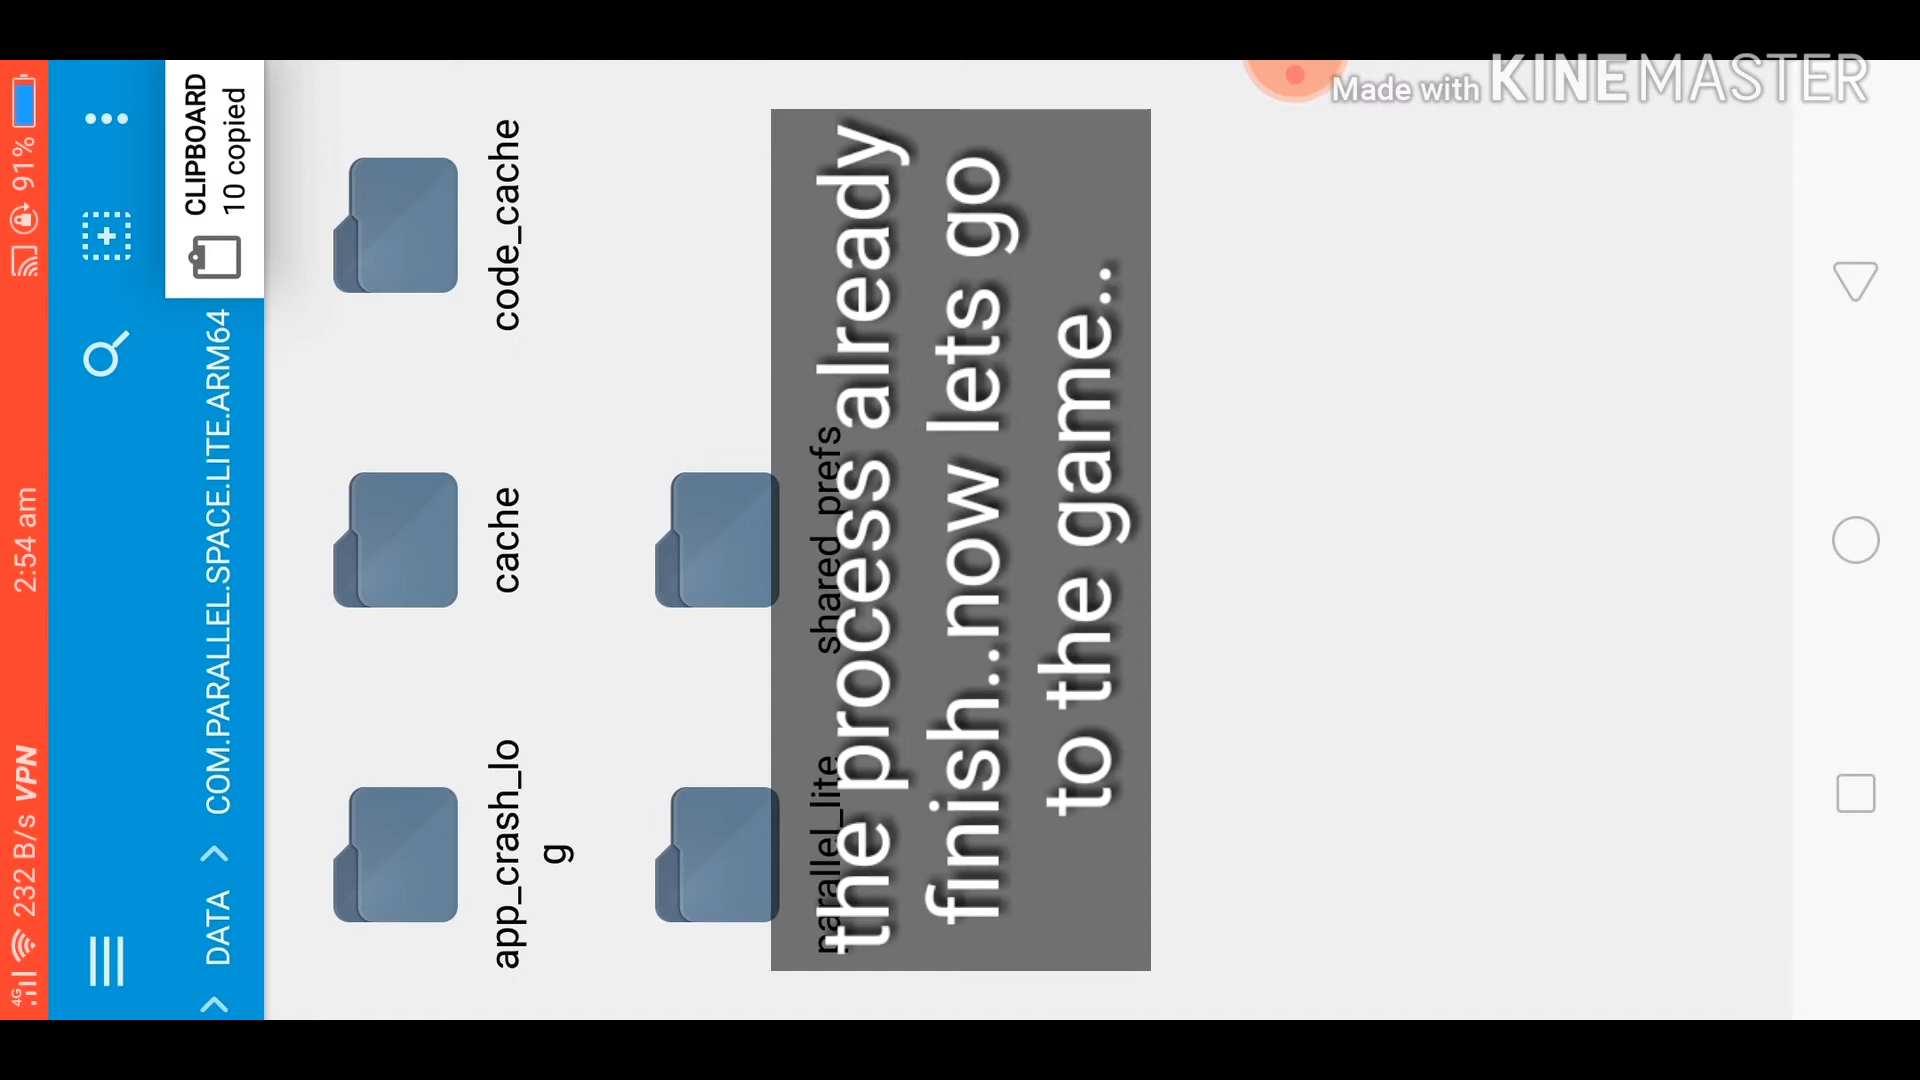 Made with KINEMASTER
4G 232 B/s VPN 2:54 am 91%
CLIPBOARD
10 copied
DATA COM.PARALLEL.SPACE.LITE.ARM64
app_crash_lo
g
cache
code_cache
parallel_lite
shared_prefs
the process already
finish..now lets go
to the game...